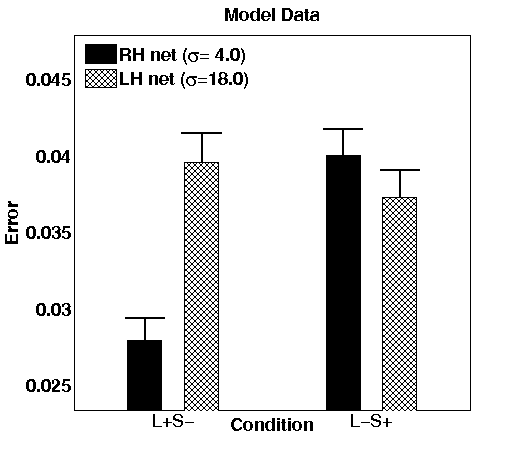 Model Data
RH net (σ= 4.0)
LH net (σ=18.0)
0.045
0.04
0.035
0.03
0.025
Error
L+S−
L−S+
Condition